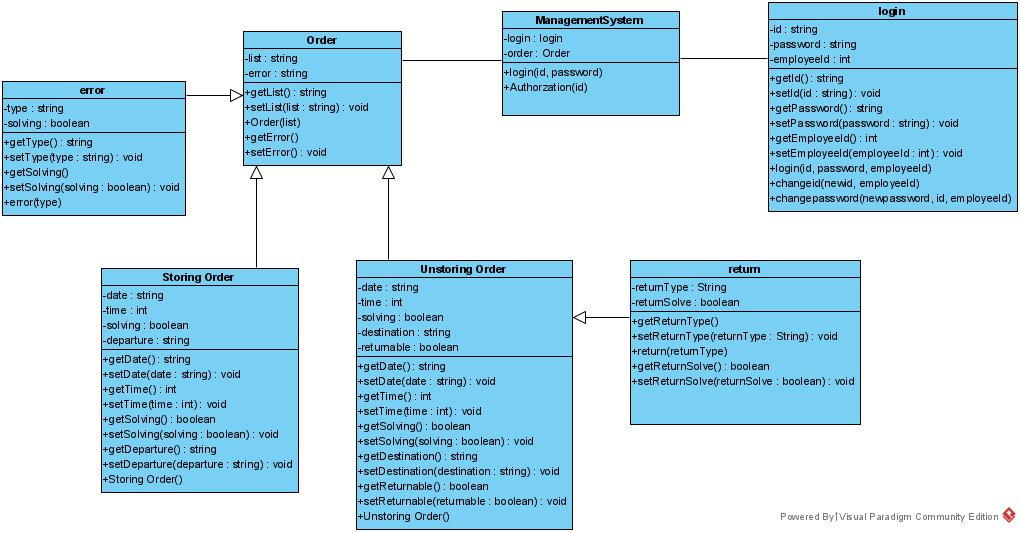 error
-type : string
-solving : boolean
+getType() : string
+setType(type : string) : void
+getSolving()
+setSolving(solving : boolean) : void
+error(type)
Order
-list : string
-error : string
+getList() : string
+setList(list : string) : void
+Order(list)
+getError()
+setError() : void
ManagementSystem
-login : login
-order : Order
+login(id, password)
+Authorzation(id)
login
-id : string
-password : string
-employeeId : int
+getId() : string
+setId(id : string) : void
+getPassword() : string
+setPassword(password : string) : void
+getEmployeeId() : int
+setEmployeeId(employeeId : int) : void
+login(id, password, employeeId)
+changeid(newid, employeeId)
+changepassword(newpassword, id, employeeId)
Storing Order
-date : string
-time : int
-solving : boolean
-departure : string
+getDate() : string
+setDate(date : string) : void
+getTime() : int
+setTime(time : int) : void
+getSolving() : boolean
+setSolving(solving : boolean) : void
+getDeparture() : string
+setDeparture(departure : string) : void
+Storing Order()
Unstoring Order
-date : string
-time : int
-solving : boolean
-destination : string
-returnable : boolean
+getDate() : string
+setDate(date : string) : void
+getTime() : int
+setTime(time : int) : void
+getSolving() : boolean
+setSolving(solving : boolean) : void
+getDestination() : string
+setDestination(destination : string) : void
+getReturnable() : boolean
+setReturnable(returnable : boolean) : void
+Unstoring Order()
return
-returnType : String
-returnSolve : boolean
+getReturnType()
+setReturnType(returnType : String) : void
+return(returnType)
+getReturnSolve() : boolean
+setReturnSolve(returnSolve : boolean) : void
Powered By Visual Paradigm Community Edition